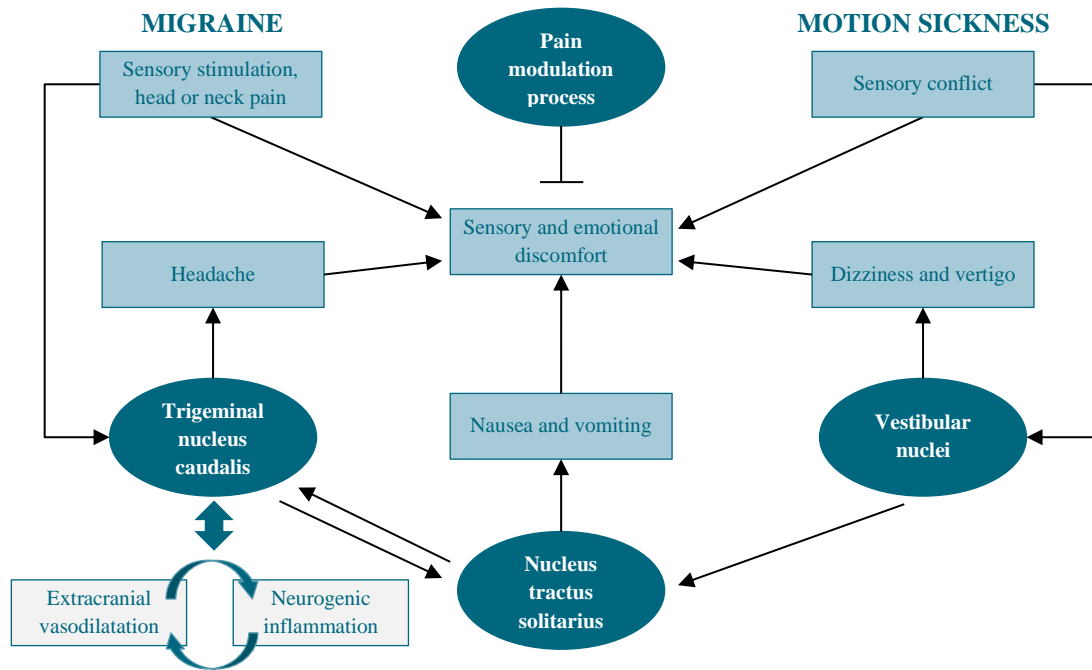 MIGRAINE
MOTION SICKNESS
Pain
modulation
process
Sensory stimulation,
head or neck pain
Sensory conflict
Sensory and emotional
discomfort
Headache
Dizziness and vertigo
Trigeminal
nucleus
caudalis
Nausea and vomiting
Vestibular
nuclei
Nucleus
tractus
solitarius
Extracranial
vasodilatation
Neurogenic
inflammation